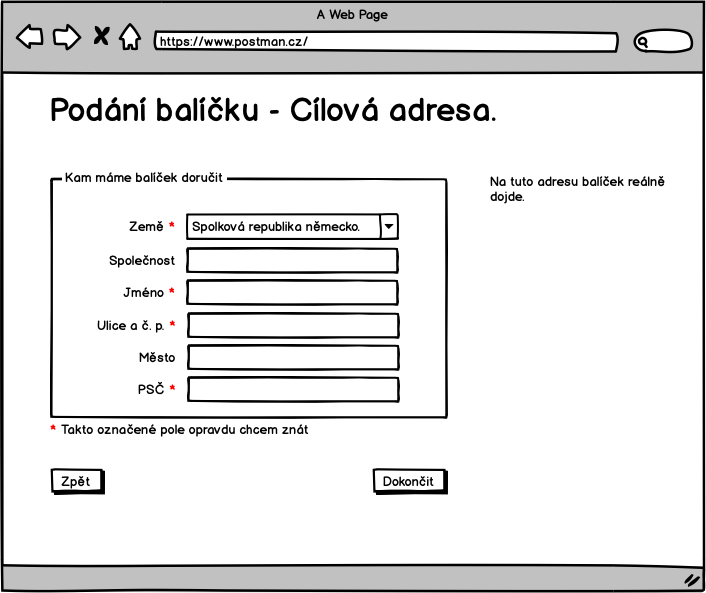 A Web Page
https://www.postman.cz/
Podání balíčku - Cílová adresa.
Kam máme balíček doručit
Na tuto adresu balíček reálně
dojde.
Země * Spolková republika německo.
Společnost
Jméno *
Ulice a č. p. *
Město
PSČ *
* Takto označené pole opravdu chcem znát
Zpět
Dokončit